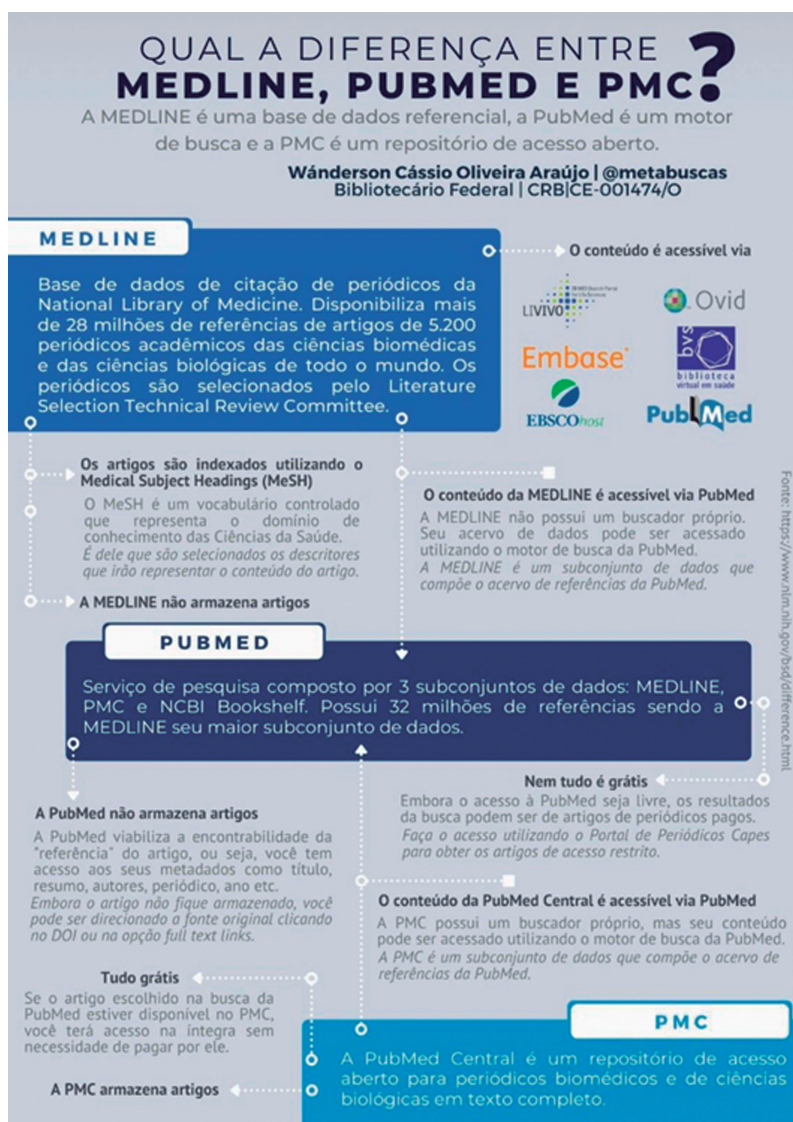 QUAL A DIFERENÇA ENTRE
MEDLINE, PUBMED E PMC?
A MEDLINE é uma base de dados referencial, a PubMed é um motor
de busca e a PMC é um repositório de acesso aberto.
Wánderson Cássio Oliveira Araújo | @metabuscas
Bibliotecário Federal | CRB|CE-001474/O
MEDLINE
Base de dados de citação de periódicos da
National Library of Medicine. Disponibiliza mais
de 28 milhões de referências de artigos de 5.200
periódicos acadêmicos das ciências biomédicas
e das ciências biológicas de todo o mundo. Os
periódicos são selecionados pelo Literature
Selection Technical Review Committee.
O conteúdo é acessível via
LIVIVO
Ovid
Embase
bvs
biblioteca
virtual em saúde
EBSCOhost
PubMed
Os artigos são indexados utilizando o
Medical Subject Headings (MeSH)
O MeSH é um vocabulário controlado
que representa o domínio de
conhecimento das Ciências da Saúde.
É dele que são selecionados os descritores
que irão representar o conteúdo do artigo.
A MEDLINE não armazena artigos
O conteúdo da MEDLINE é acessível via PubMed
A MEDLINE não possui um buscador próprio.
Seu acervo de dados pode ser acessado
utilizando o motor de busca da PubMed.
A MEDLINE é um subconjunto de dados que
compõe o acervo de referências da PubMed.
Fonte: https://www.nlm.nih.gov/bsd/difference.html
PUBMED
Serviço de pesquisa composto por 3 subconjuntos de dados: MEDLINE,
PMC e NCBI Bookshelf. Possui 32 milhões de referências sendo a
MEDLINE seu maior subconjunto de dados.
Nem tudo é grátis
Embora o acesso à PubMed seja livre, os resultados
da busca podem ser de artigos de periódicos pagos.
Faça o acesso utilizando o Portal de Periódicos Capes
para obter os artigos de acesso restrito.
A PubMed não armazena artigos
A PubMed viabiliza a encontrabilidade da
"referência" do artigo, ou seja, você tem
acesso aos seus metadados como título,
resumo, autores, periódico, ano etc.
Embora o artigo não fique armazenado, você
pode ser direcionado a fonte original clicando
no DOI ou na opção full text links.
O conteúdo da PubMed Central é acessível via PubMed
A PMC possui um buscador próprio, mas seu conteúdo
pode ser acessado utilizando o motor de busca da PubMed.
A PMC é um subconjunto de dados que compõe o acervo de
referências da PubMed.
Tudo grátis
Se o artigo escolhido na busca da
PubMed estiver disponível no PMC,
você terá acesso na íntegra sem
necessidade de pagar por ele.
A PMC armazena artigos
PMC
A PubMed Central é um repositório de acesso
aberto para periódicos biomédicos e de ciências
biológicas em texto completo.